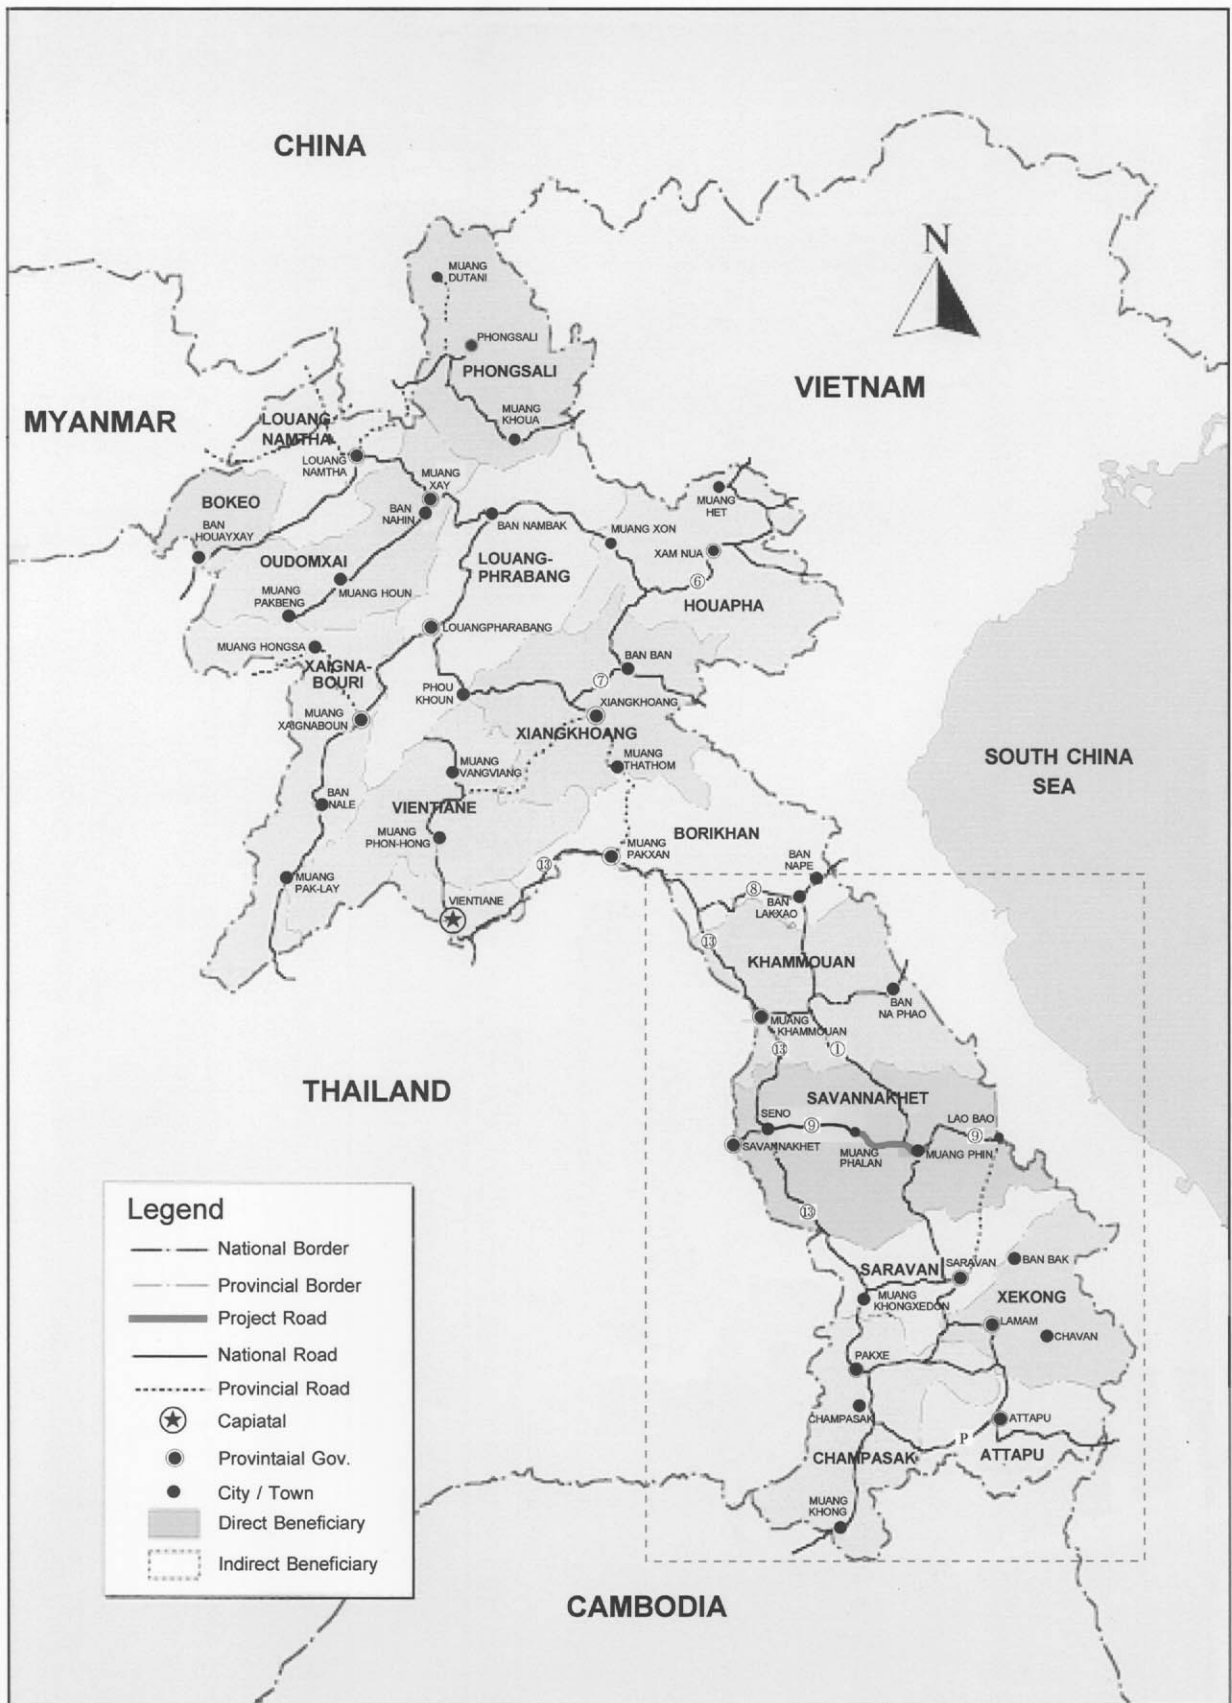 CHINA
N
MUANG
DUTANI
PHONGSALI
PHONGSALI
VIETNAM
MYANMAR
LOUANG-
NAMTHA
MUANG
KHOUA
LOUANG
NAMTHA
MUANG
XAY
BOKEO
BAN
NAHIN
MUANG
HET
BAN
HOUAYXAY
BAN NAMBAK
MUANG XON
XAM NUA
OUDOMXAI
LOUANG-
PHRABANG
⑥
MUANG
PAKBENG
MUANG HOUN
HOUAPHA
LOUANGPHARABANG
MUANG HONGSA
XAIGNA-
BOURI
BAN BAN
⑦
PHOU
KHOUN
XIANGKHOANG
MUANG
XAIGNABOUN
XIANGKHOANG
MUANG
VANGVIANG
MUANG
THATHOM
SOUTH CHINA
SEA
BAN
NALE
VIENTIANE
MUANG
PHON-HONG
BORIKHAN
MUANG
PAKXAN
BAN
NAPE
⑬
MUANG
PAK-LAY
VIENTIANE
⑧
BAN
LAKXAO
⑬
KHAMMOUAN
BAN
NA PHAO
MUANG
KHAMMOUAN
⑬
①
THAILAND
SAVANNAKHET
SENO
⑨
LAO BAO
⑨
SAVANNAKHET
MUANG
PHALAN
MUANG PHIN
⑬
SARAVAN
SARAVAN
BAN BAK
XEKONG
MUANG
KHONGXEDON
LAMAM
CHAVAN
PAKXE
CHAMPASAK
ATTAPU
P
CHAMPASAK
ATTAPU
MUANG
KHONG
CAMBODIA
Legend
National Border
Provincial Border
Project Road
National Road
Provincial Road
Capiatal
Provintaial Gov.
City / Town
Direct Beneficiary
Indirect Beneficiary